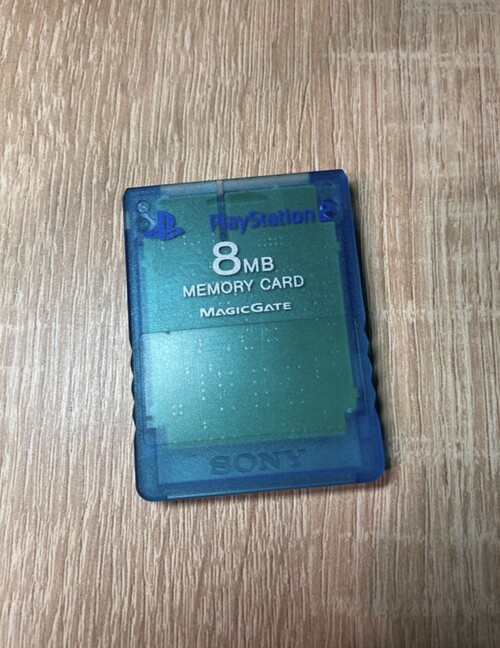 PlayStation 2
8MB
MEMORY CARD
MAGICGATE
SONY